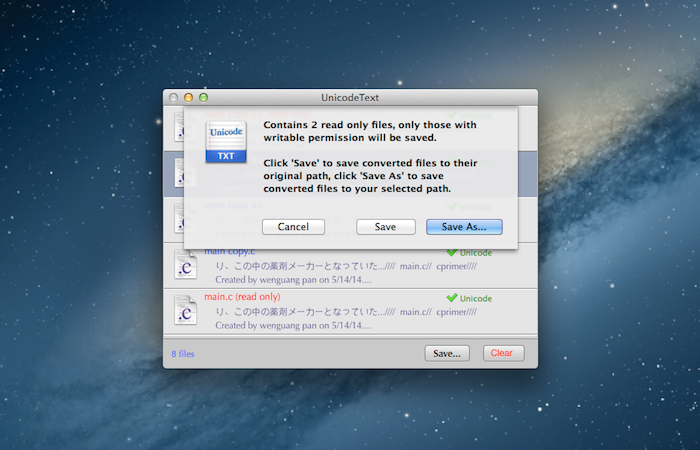 UnicodeText
Unicode
TXT
Contains 2 read only files, only those with
writable permission will be saved.
Click 'Save' to save converted files to their
original path, click 'Save As' to save
converted files to your selected path.
Cancel
Save
Save As...
main copy.c
Unicode
り、この中の薬剤メーカーとなっていた...//// main.c// cprimer////
Created by wenguang pan on 5/14/14....
main.c (read only)
Unicode
り、この中の薬剤メーカーとなっていた...//// main.c// cprimer////
Created by wenguang pan on 5/14/14....
8 files
Save...
Clear